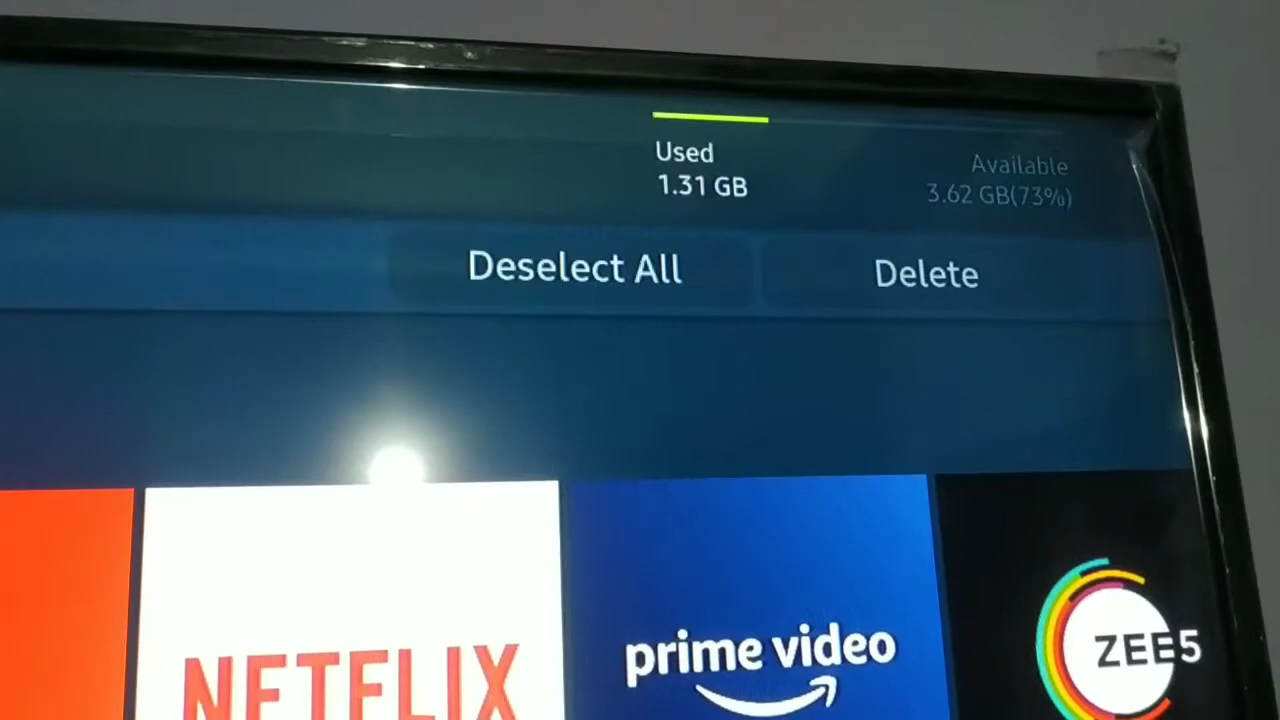 Used
1.31 GB
Available
3.62 GB(73%)
Deselect All
Delete
NETFLIX
prime video
ZEE5